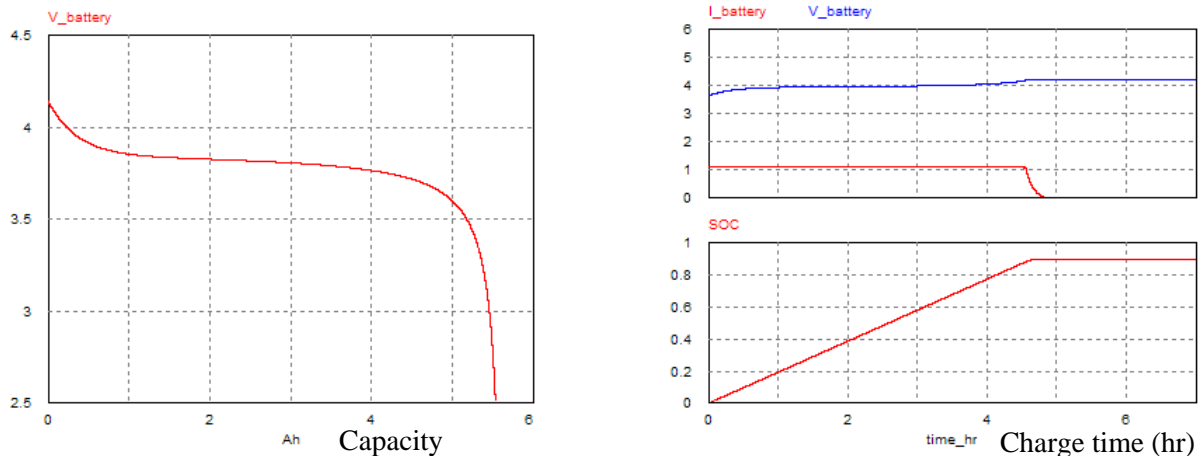 V_battery
4.5
4
3.5
3
2.5
0 2 4 6
Ah Capacity
I_battery V_battery
6
5
4
3
2
1
0
SOC
1
0.8
0.6
0.4
0.2
0
0 2 4 6
time_hr Charge time (hr)